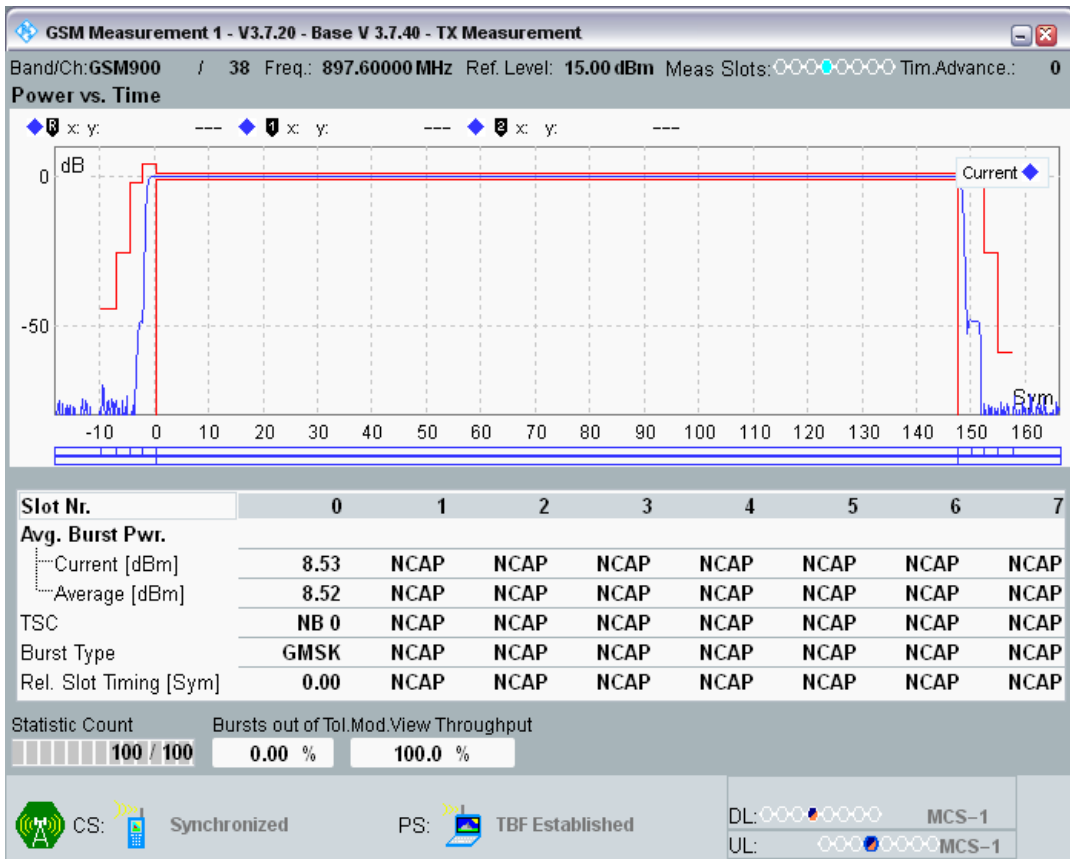 GSM Measurement 1 - V3.7.20 - Base V 3.7.40 - TX Measurement
Band/Ch:GSM900 / 38 Freq.: 897.60000 MHz Ref. Level: 15.00 dBm Meas Slots: Tim.Advance.: 0
Power vs. Time
R x: y: --- 1 x: y: --- 2 x: y: ---
dB
Current
0
-50
Sym
-10 0 10 20 30 40 50 60 70 80 90 100 110 120 130 140 150 160
Slot Nr. 0 1 2 3 4 5 6 7
Avg. Burst Pwr.
Current [dBm] 8.53 NCAP NCAP NCAP NCAP NCAP NCAP NCAP
Average [dBm] 8.52 NCAP NCAP NCAP NCAP NCAP NCAP NCAP
TSC NB 0 NCAP NCAP NCAP NCAP NCAP NCAP NCAP
Burst Type GMSK NCAP NCAP NCAP NCAP NCAP NCAP NCAP
Rel. Slot Timing [Sym] 0.00 NCAP NCAP NCAP NCAP NCAP NCAP NCAP
Statistic Count Bursts out of Tol.Mod.View Throughput
100 / 100 0.00 % 100.0 %
CS: Synchronized PS: TBF Established
DL: MCS-1
UL: MCS-1